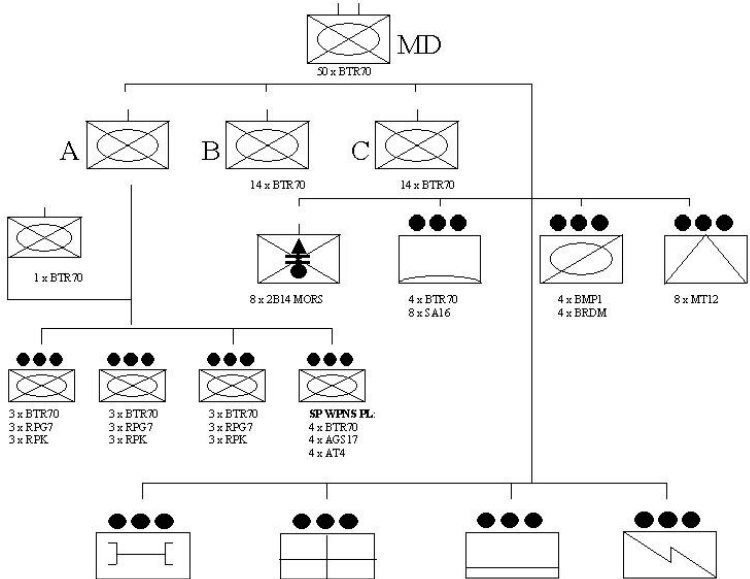 MD
50 x BTR70
A
B
C
14 x BTR70
14 x BTR70
1 x BTR70
8 x 2B14 MORS
4 x BTR70
8 x SA16
4 x BMP1
4 x BRDM
8 x MT12
3 x BTR70
3 x RPG7
3 x RPK
3 x BTR70
3 x RPG7
3 x RPK
3 x BTR70
3 x RPG7
3 x RPK
SP WPNS PL:
4 x BTR70
4 x AGS17
4 x AT4